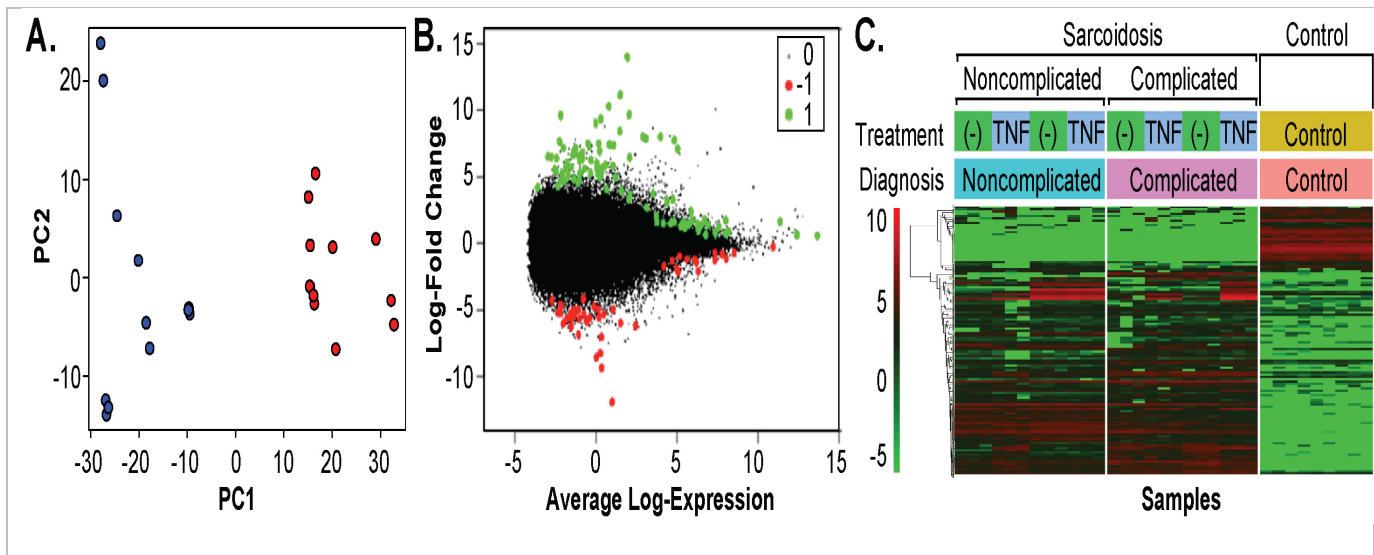 A.
PC2
20
10
0
-10
-30 -20 -10 0 10 20 30
PC1
B.
Log-Fold Change
15
10
5
0
-5
-10
0
-1
1
-5 0 5 10 15
Average Log-Expression
C.
Sarcoidosis Control
Noncomplicated Complicated
Treatment (-) TNF (-) TNF (-) TNF (-) TNF Control
Diagnosis Noncomplicated Complicated Control
10
5
0
-5
Samples